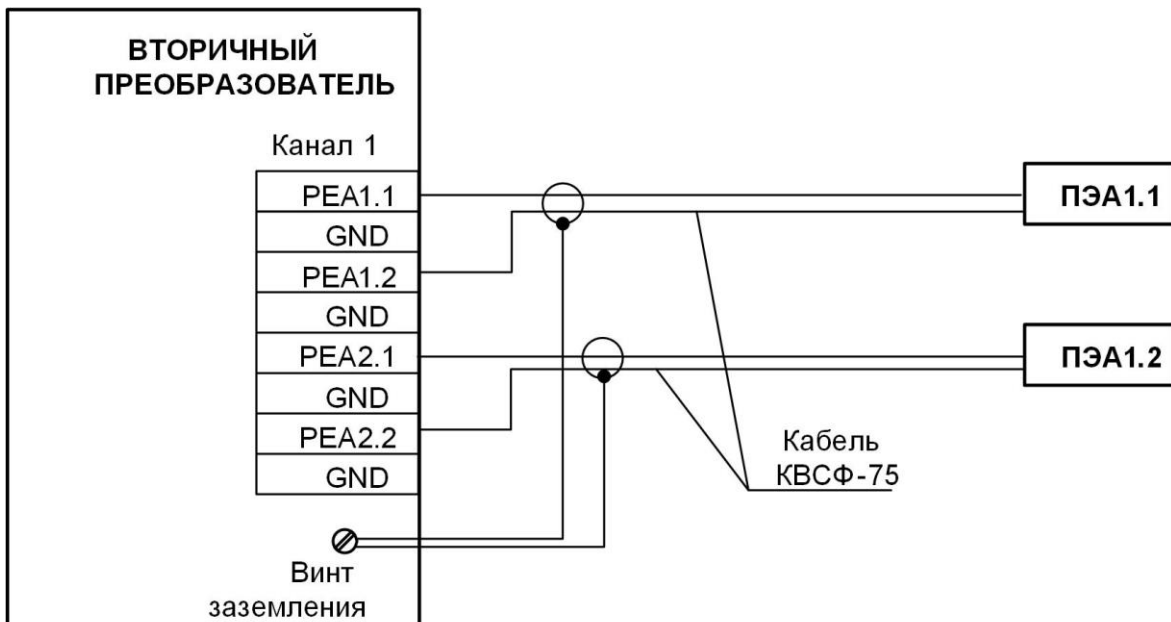 ВТОРИЧНЫЙ
ПРЕОБРАЗОВАТЕЛЬ
Канал 1
PEA1.1
GND
PEA1.2
GND
PEA2.1
GND
PEA2.2
GND
Винт
заземления
ПЭА1.1
ПЭА1.2
Кабель
КВСФ-75